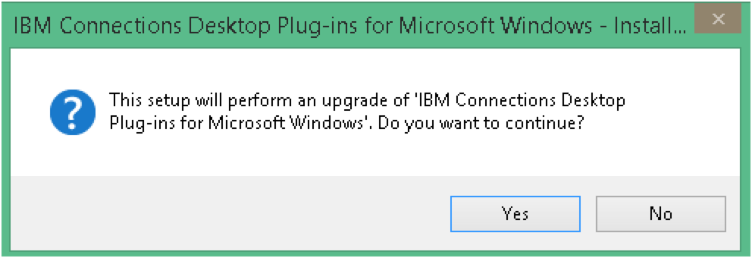 IBM Connections Desktop Plug-ins for Microsoft Windows - Install...
This setup will perform an upgrade of 'IBM Connections Desktop
Plug-ins for Microsoft Windows'. Do you want to continue?
Yes
No